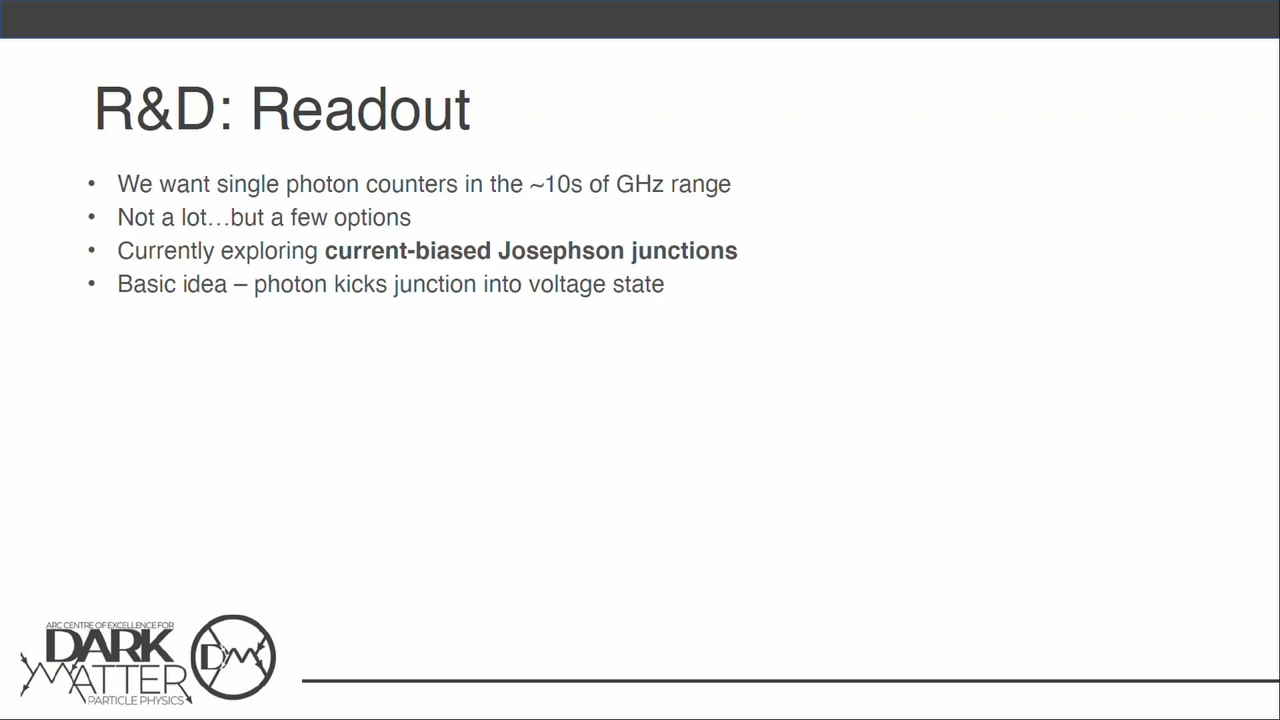 R&D: Readout
• We want single photon counters in the ~10s of GHz range
• Not a lot…but a few options
• Currently exploring current-biased Josephson junctions
• Basic idea – photon kicks junction into voltage state
ARC CENTRE OF EXCELLENCE FOR
DARK
MATTER
PARTICLE PHYSICS
DM